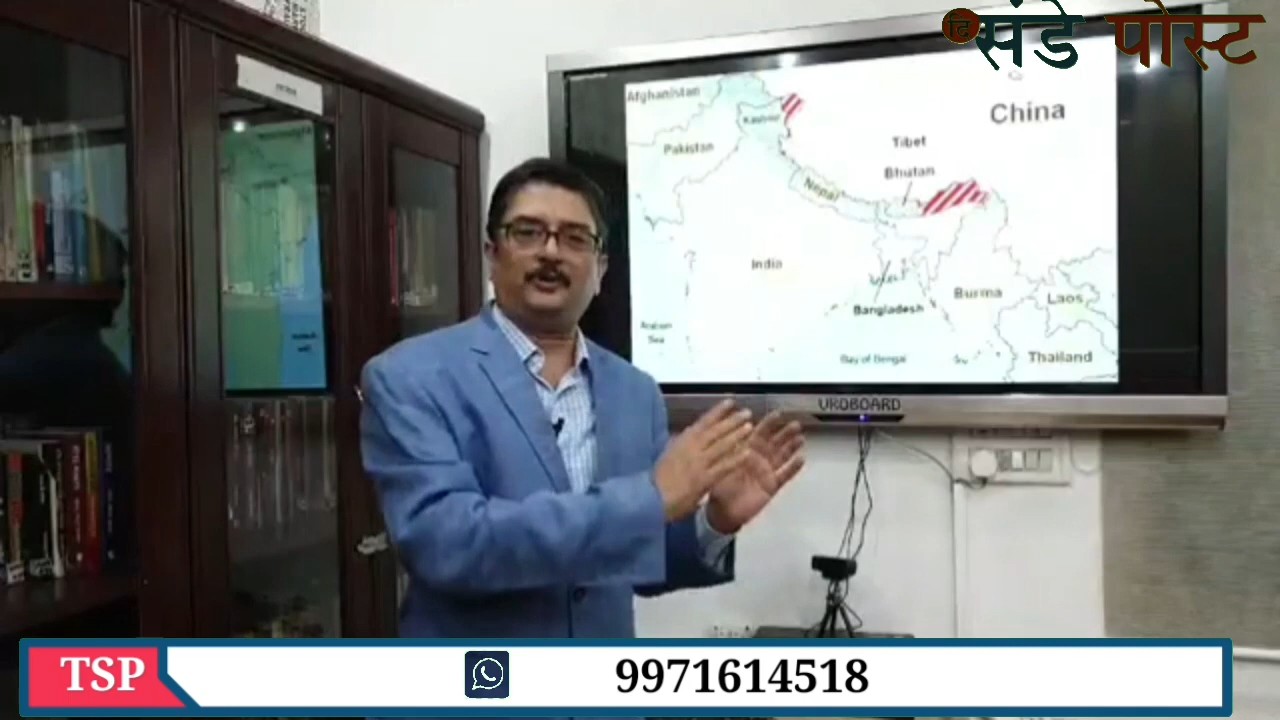 दि संडे पोस्ट
Afghanistan
China
Kashmir
Pakistan
Tibet
Bhutan
Nepal
India
Burma
Laos
Bangladesh
Arabian
Sea
Bay of Bengal
Thailand
VROBOARD
TSP
9971614518